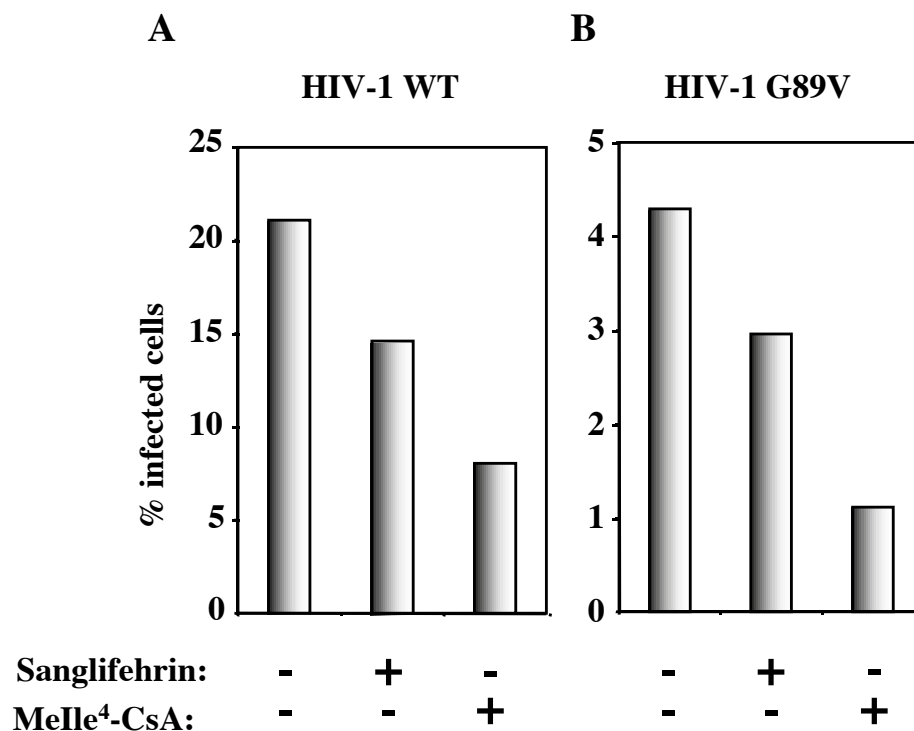 A
B
HIV-1 WT
HIV-1 G89V
% infected cells
25
20
15
10
5
0
5
4
3
2
1
0
Sanglifehrin: - + - - + -
MeIle⁴-CsA: - - + - - +